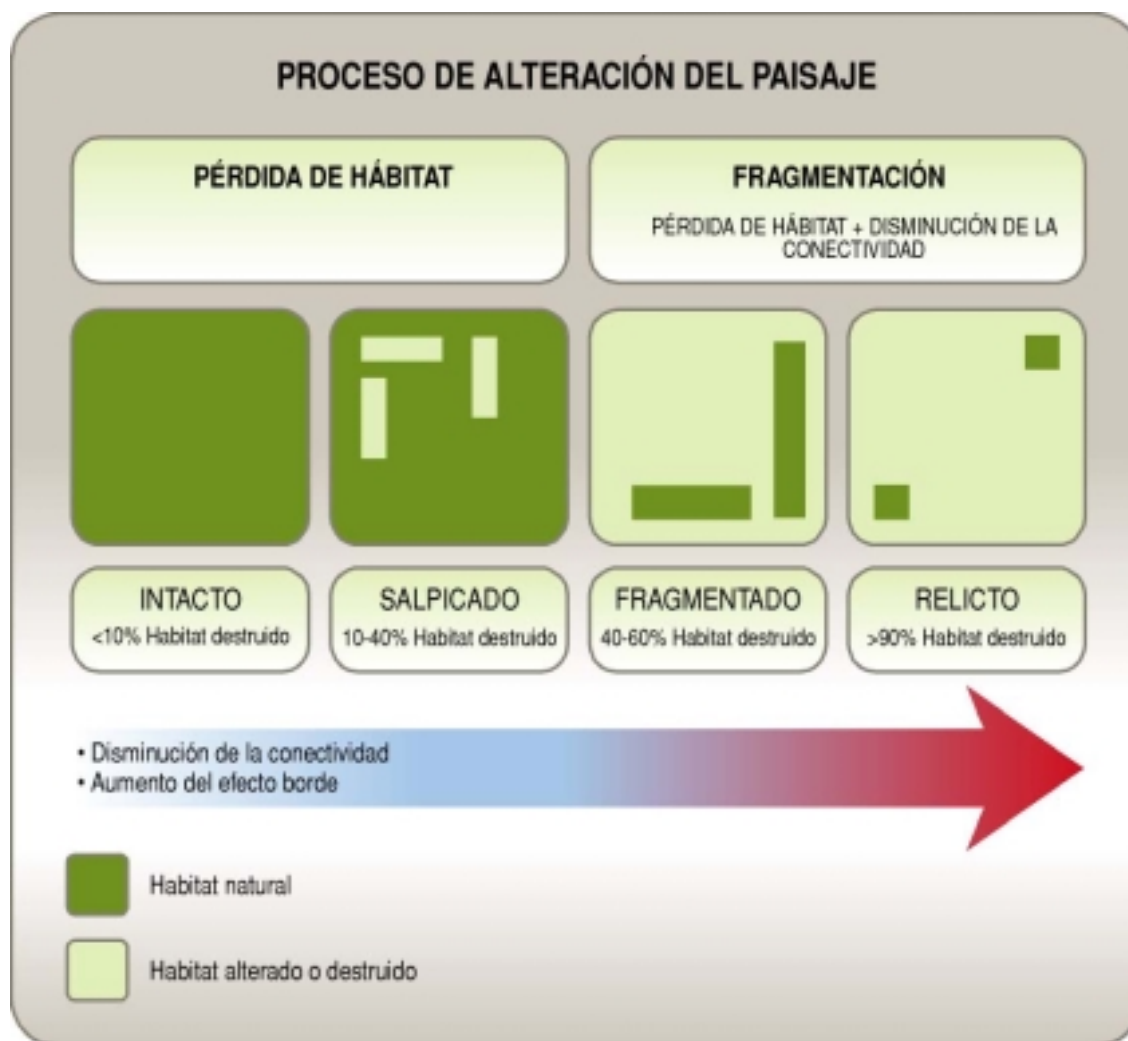 PROCESO DE ALTERACIÓN DEL PAISAJE
PÉRDIDA DE HÁBITAT
FRAGMENTACIÓN
PÉRDIDA DE HÁBITAT + DISMINUCIÓN DE LA
CONECTIVIDAD
INTACTO
<10% Habitat destruido
SALPICADO
10-40% Habitat destruido
FRAGMENTADO
40-60% Habitat destruido
RELICTO
>90% Habitat destruido
• Disminución de la conectividad
• Aumento del efecto borde
Habitat natural
Habitat alterado o destruido